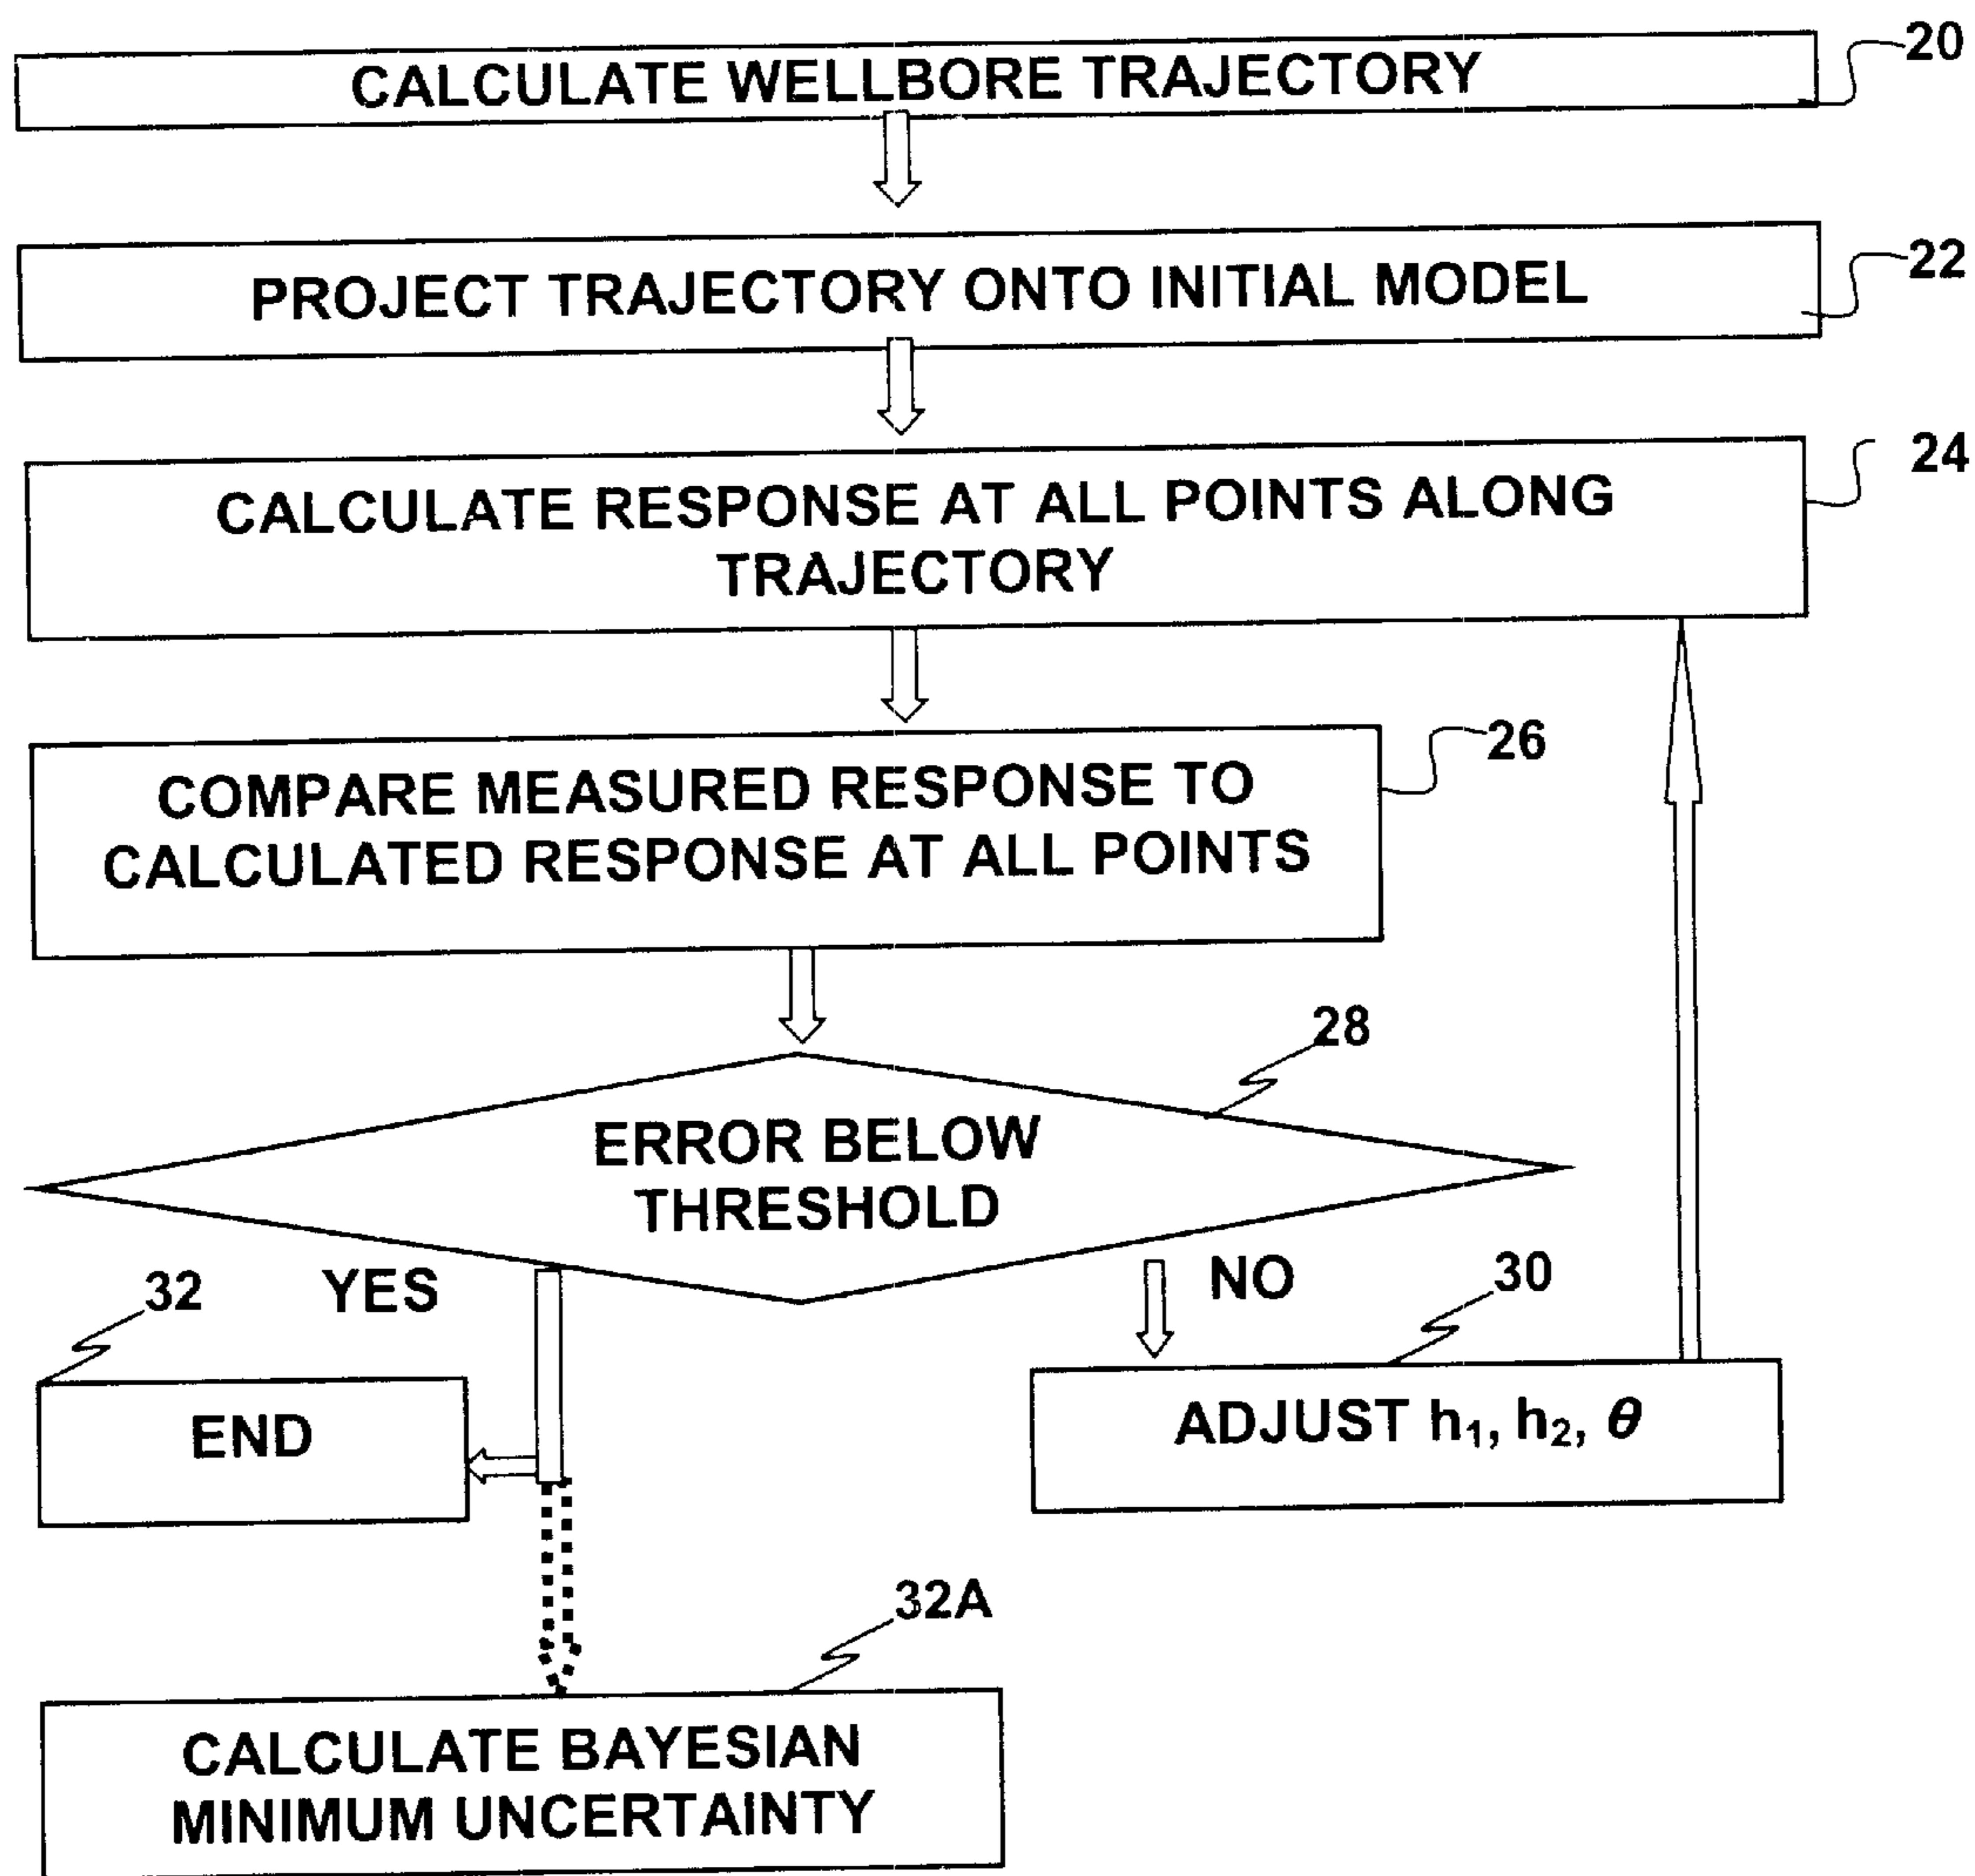 CALCULATE WELLBORE TRAJECTORY
20
PROJECT TRAJECTORY ONTO INITIAL MODEL
22
CALCULATE RESPONSE AT ALL POINTS ALONG
TRAJECTORY
24
COMPARE MEASURED RESPONSE TO
CALCULATED RESPONSE AT ALL POINTS
26
28
ERROR BELOW
THRESHOLD
YES
NO
32
END
30
ADJUST h₁, h₂, θ
32A
CALCULATE BAYESIAN
MINIMUM UNCERTAINTY